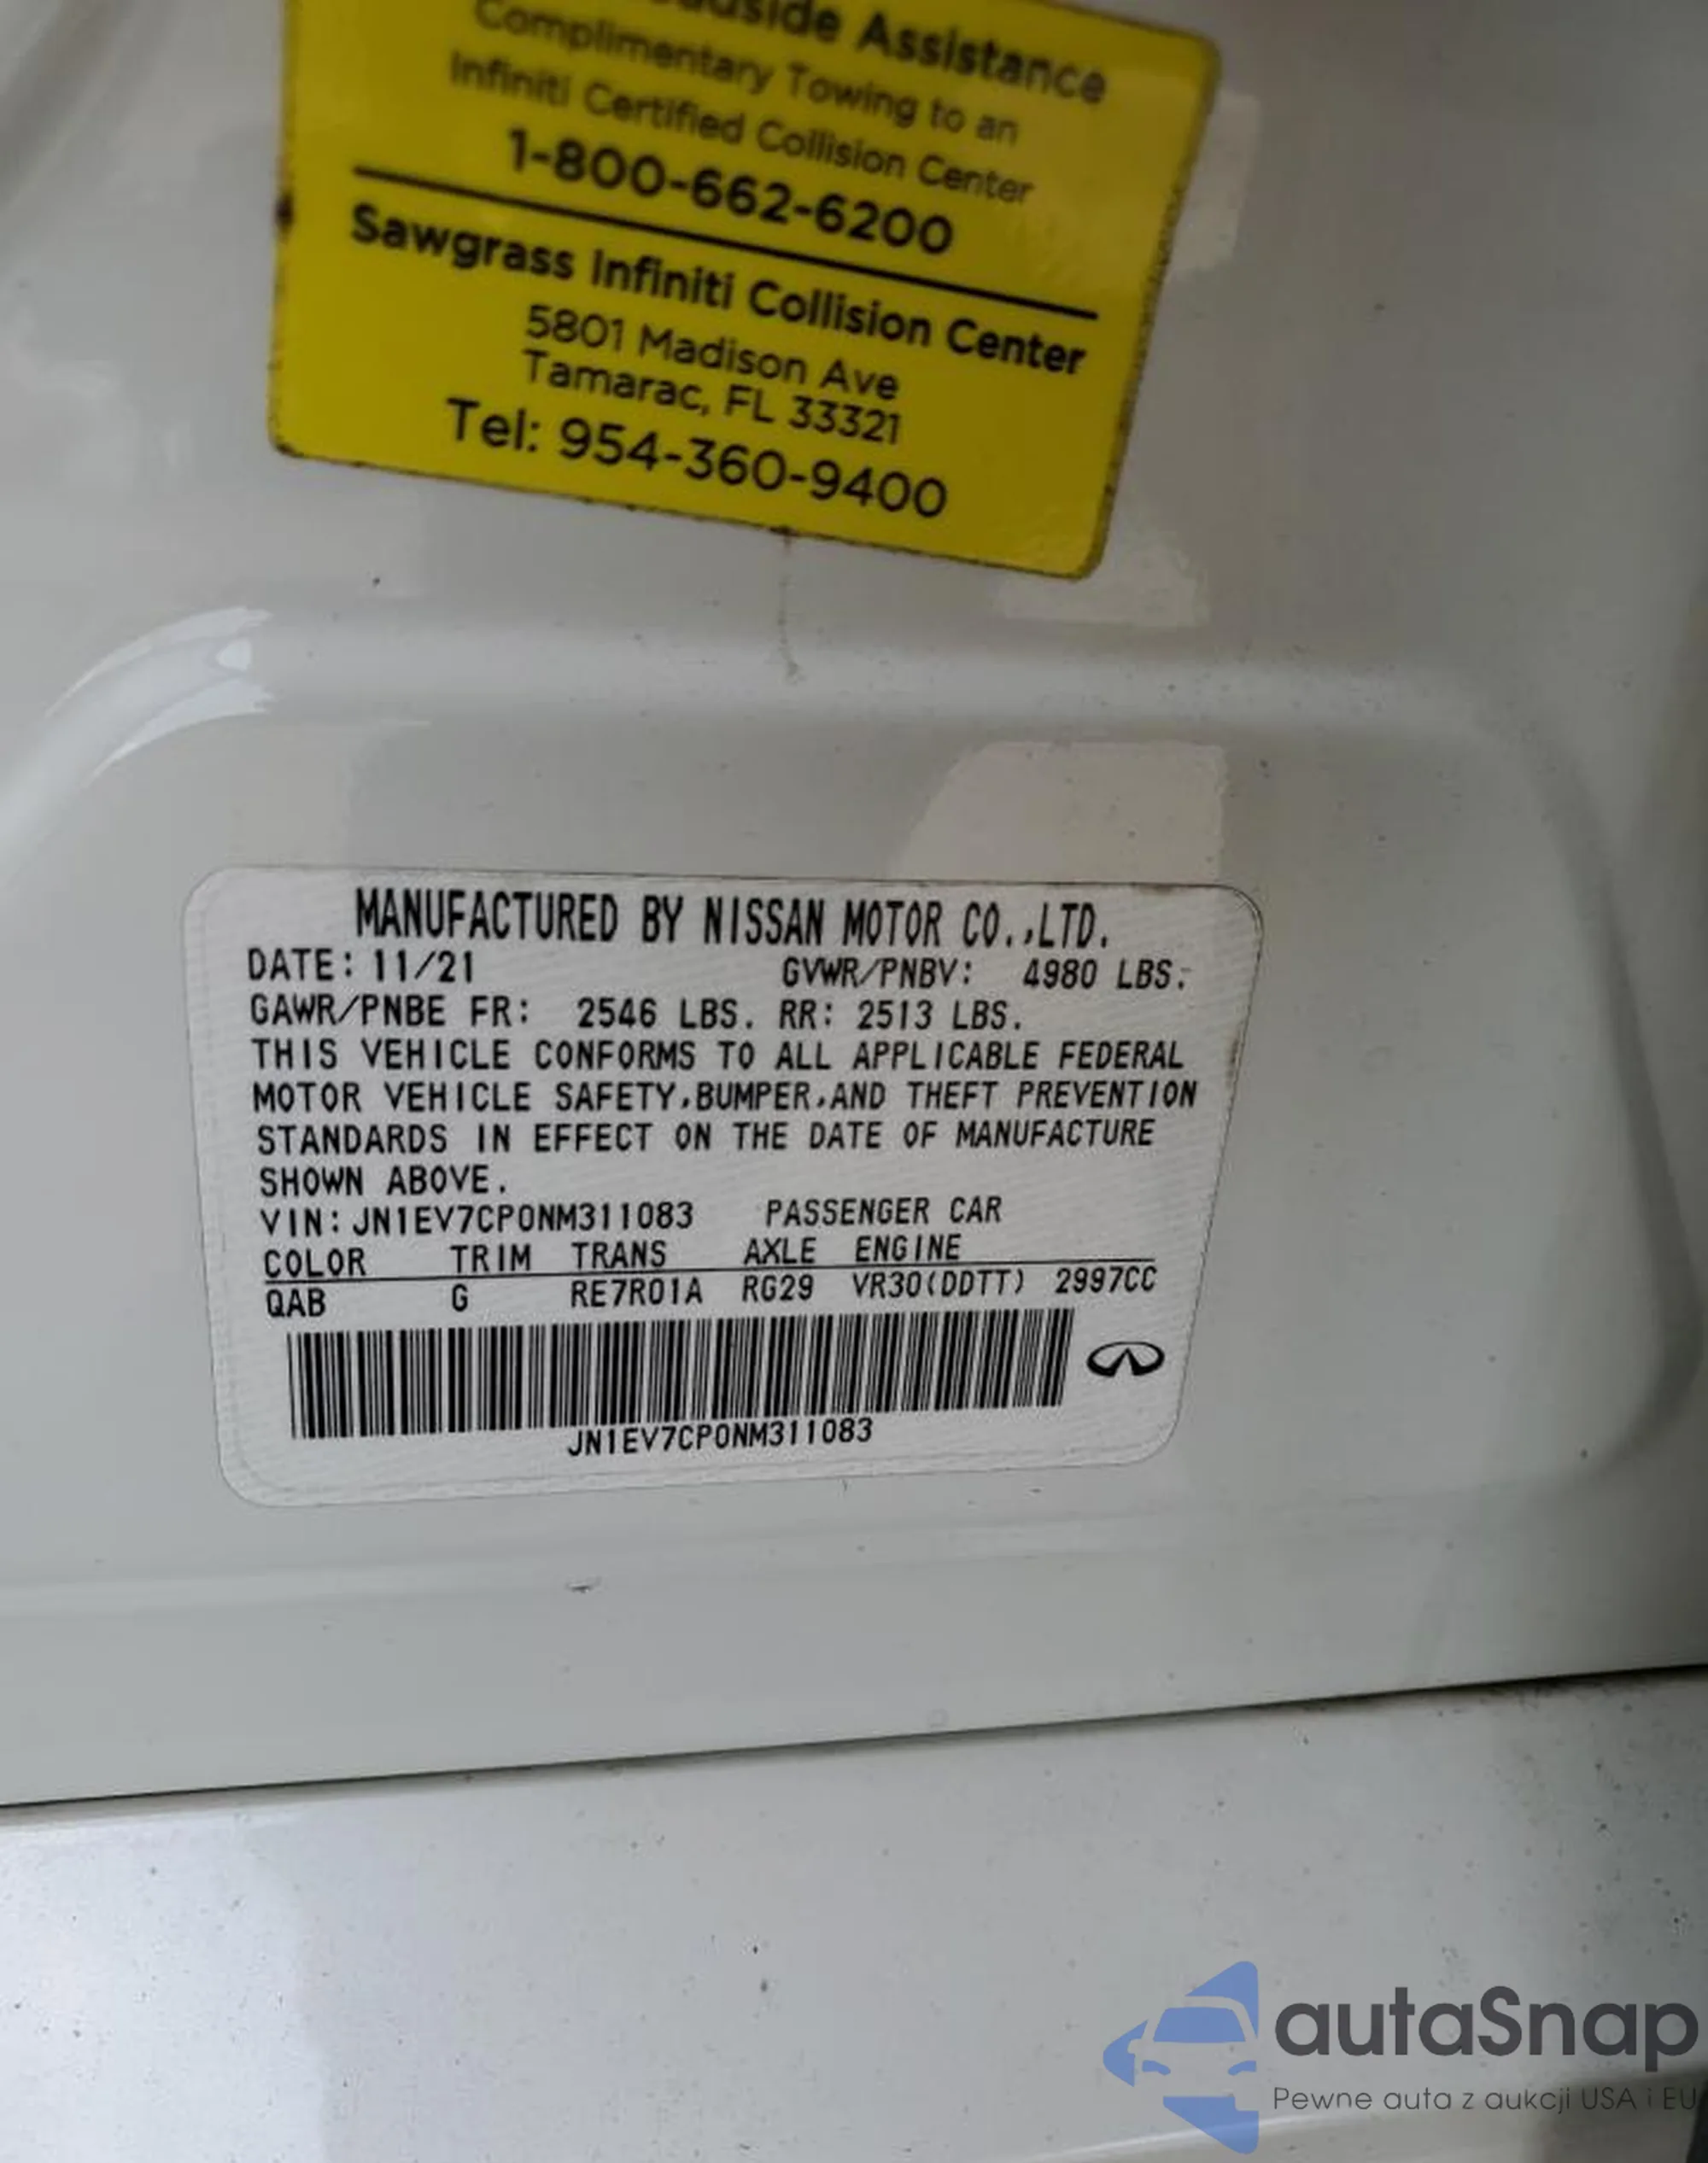 Assistance
Complimentary Towing to an
Infiniti Certified Collision Center
1-800-662-6200
Sawgrass Infiniti Collision Center
5801 Madison Ave
Tamarac, FL 33321
Tel: 954-360-9400
MANUFACTURED BY NISSAN MOTOR CO.,LTD.
DATE: 11/21 GVWR/PNBV: 4980 LBS.
GAWR/PNBE FR: 2546 LBS. RR: 2513 LBS.
THIS VEHICLE CONFORMS TO ALL APPLICABLE FEDERAL
MOTOR VEHICLE SAFETY,BUMPER,AND THEFT PREVENTION
STANDARDS IN EFFECT ON THE DATE OF MANUFACTURE
SHOWN ABOVE.
VIN: JN1EV7CP0NM311083 PASSENGER CAR
COLOR TRIM TRANS AXLE ENGINE
QAB G RE7R01A RG29 VR30(DDTT) 2997CC
JN1EV7CP0NM311083
autaSnap
Pewne auta z aukcji USA i EU